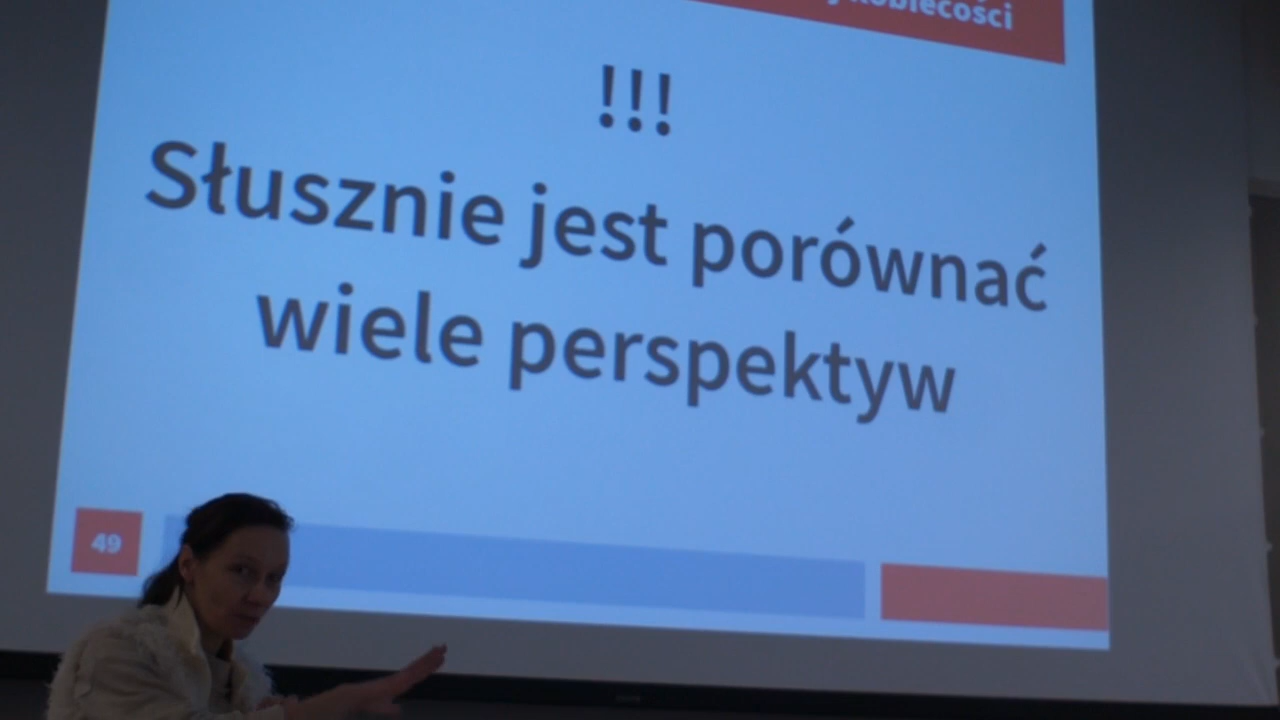 kobiecości
!!!
Słusznie jest porównać
wiele perspektyw
49